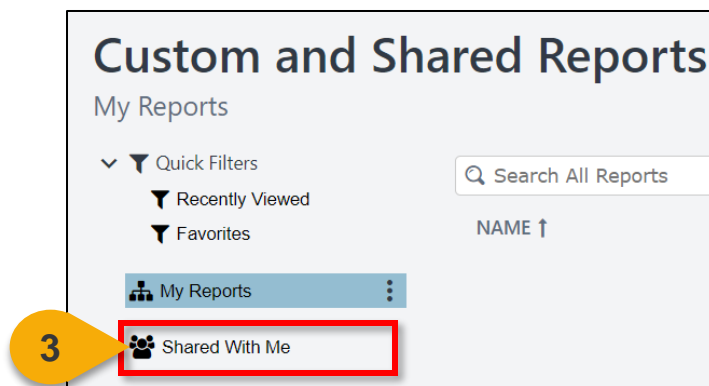 Custom and Shared Reports
My Reports
Quick Filters
Recently Viewed
Favorites
Search All Reports
NAME ↑
My Reports
3
Shared With Me